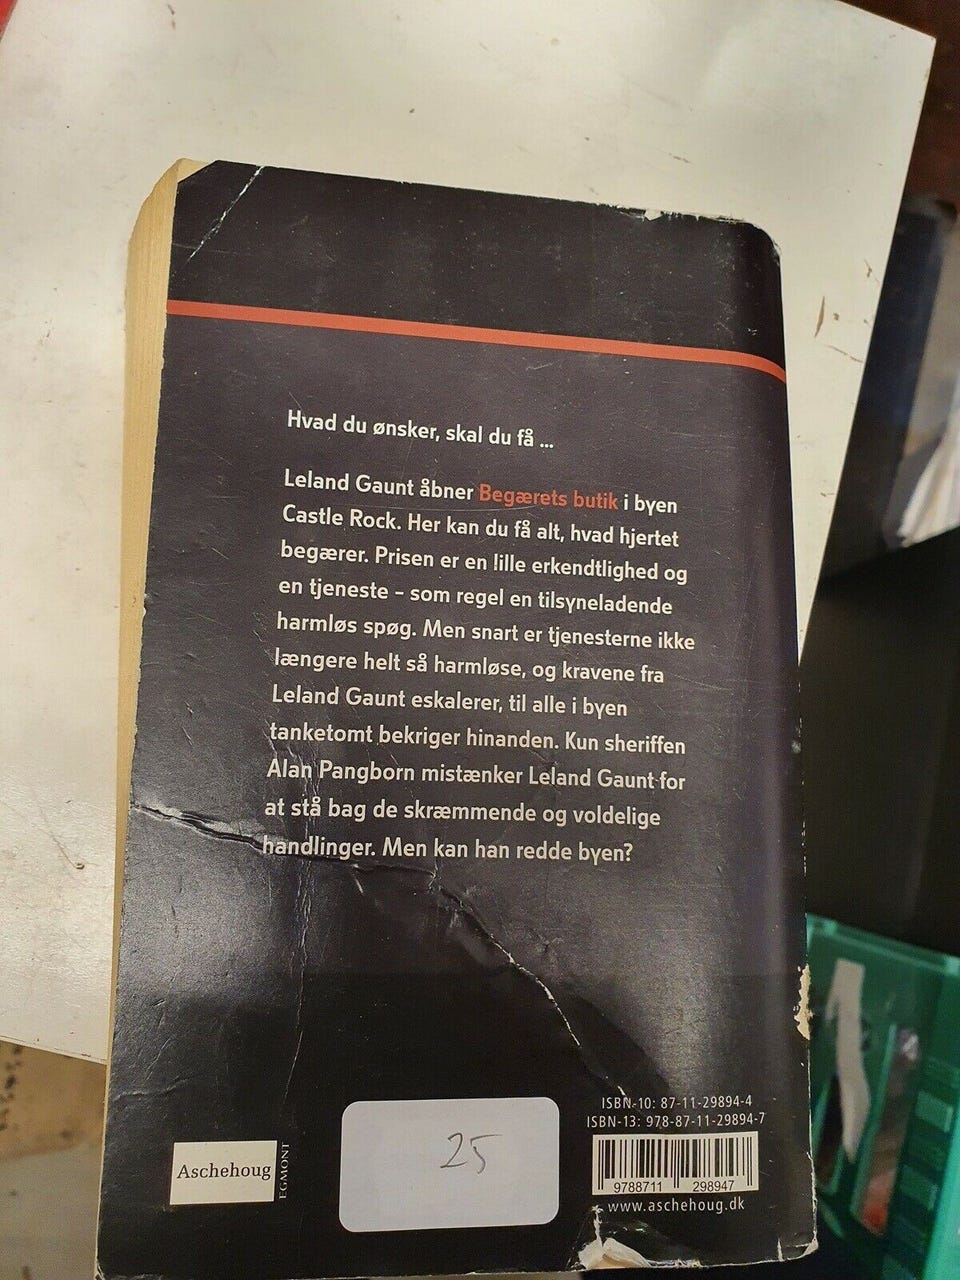 Hvad du ønsker, skal du få ...
Leland Gaunt åbner Begærets butik i byen
Castle Rock. Her kan du få alt, hvad hjertet
begærer. Prisen er en lille erkendtlighed og
en tjeneste – som regel en tilsyneladende
harmløs spøg. Men snart er tjenesterne ikke
længere helt så harmløse, og kravene fra
Leland Gaunt eskalerer, til alle i byen
tanketomt bekriger hinanden. Kun sheriffen
Alan Pangborn mistænker Leland Gaunt for
at stå bag de skræmmende og voldelige
handlinger. Men kan han redde byen?
ISBN-10: 87-11-29894-4
ISBN-13: 978-87-11-29894-7
9788711 298947
www.aschehoug.dk
Aschehoug
EGMONT
25